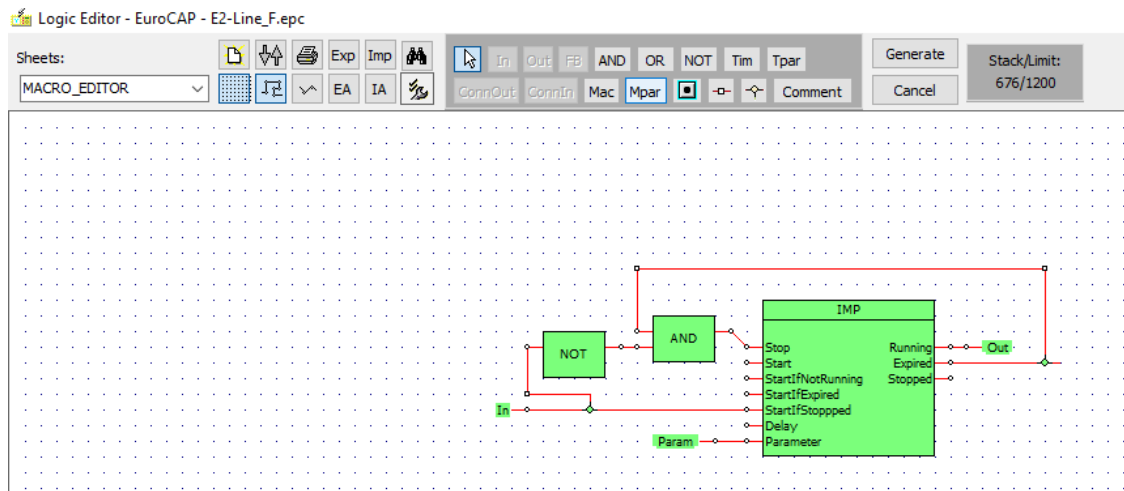 Logic Editor - EuroCAP - E2-Line_F.epc
Sheets:
MACRO_EDITOR
Exp Imp
EA IA
In Out FB AND OR NOT Tim Tpar
ConnOut ConnIn Mac Mpar Comment
Generate
Cancel
Stack/Limit:
676/1200
IMP
NOT
AND
Stop
Start
StartIfNotRunning
StartIfExpired
StartIfStoppped
Delay
Parameter
Running
Expired
Stopped
Out
In
Param